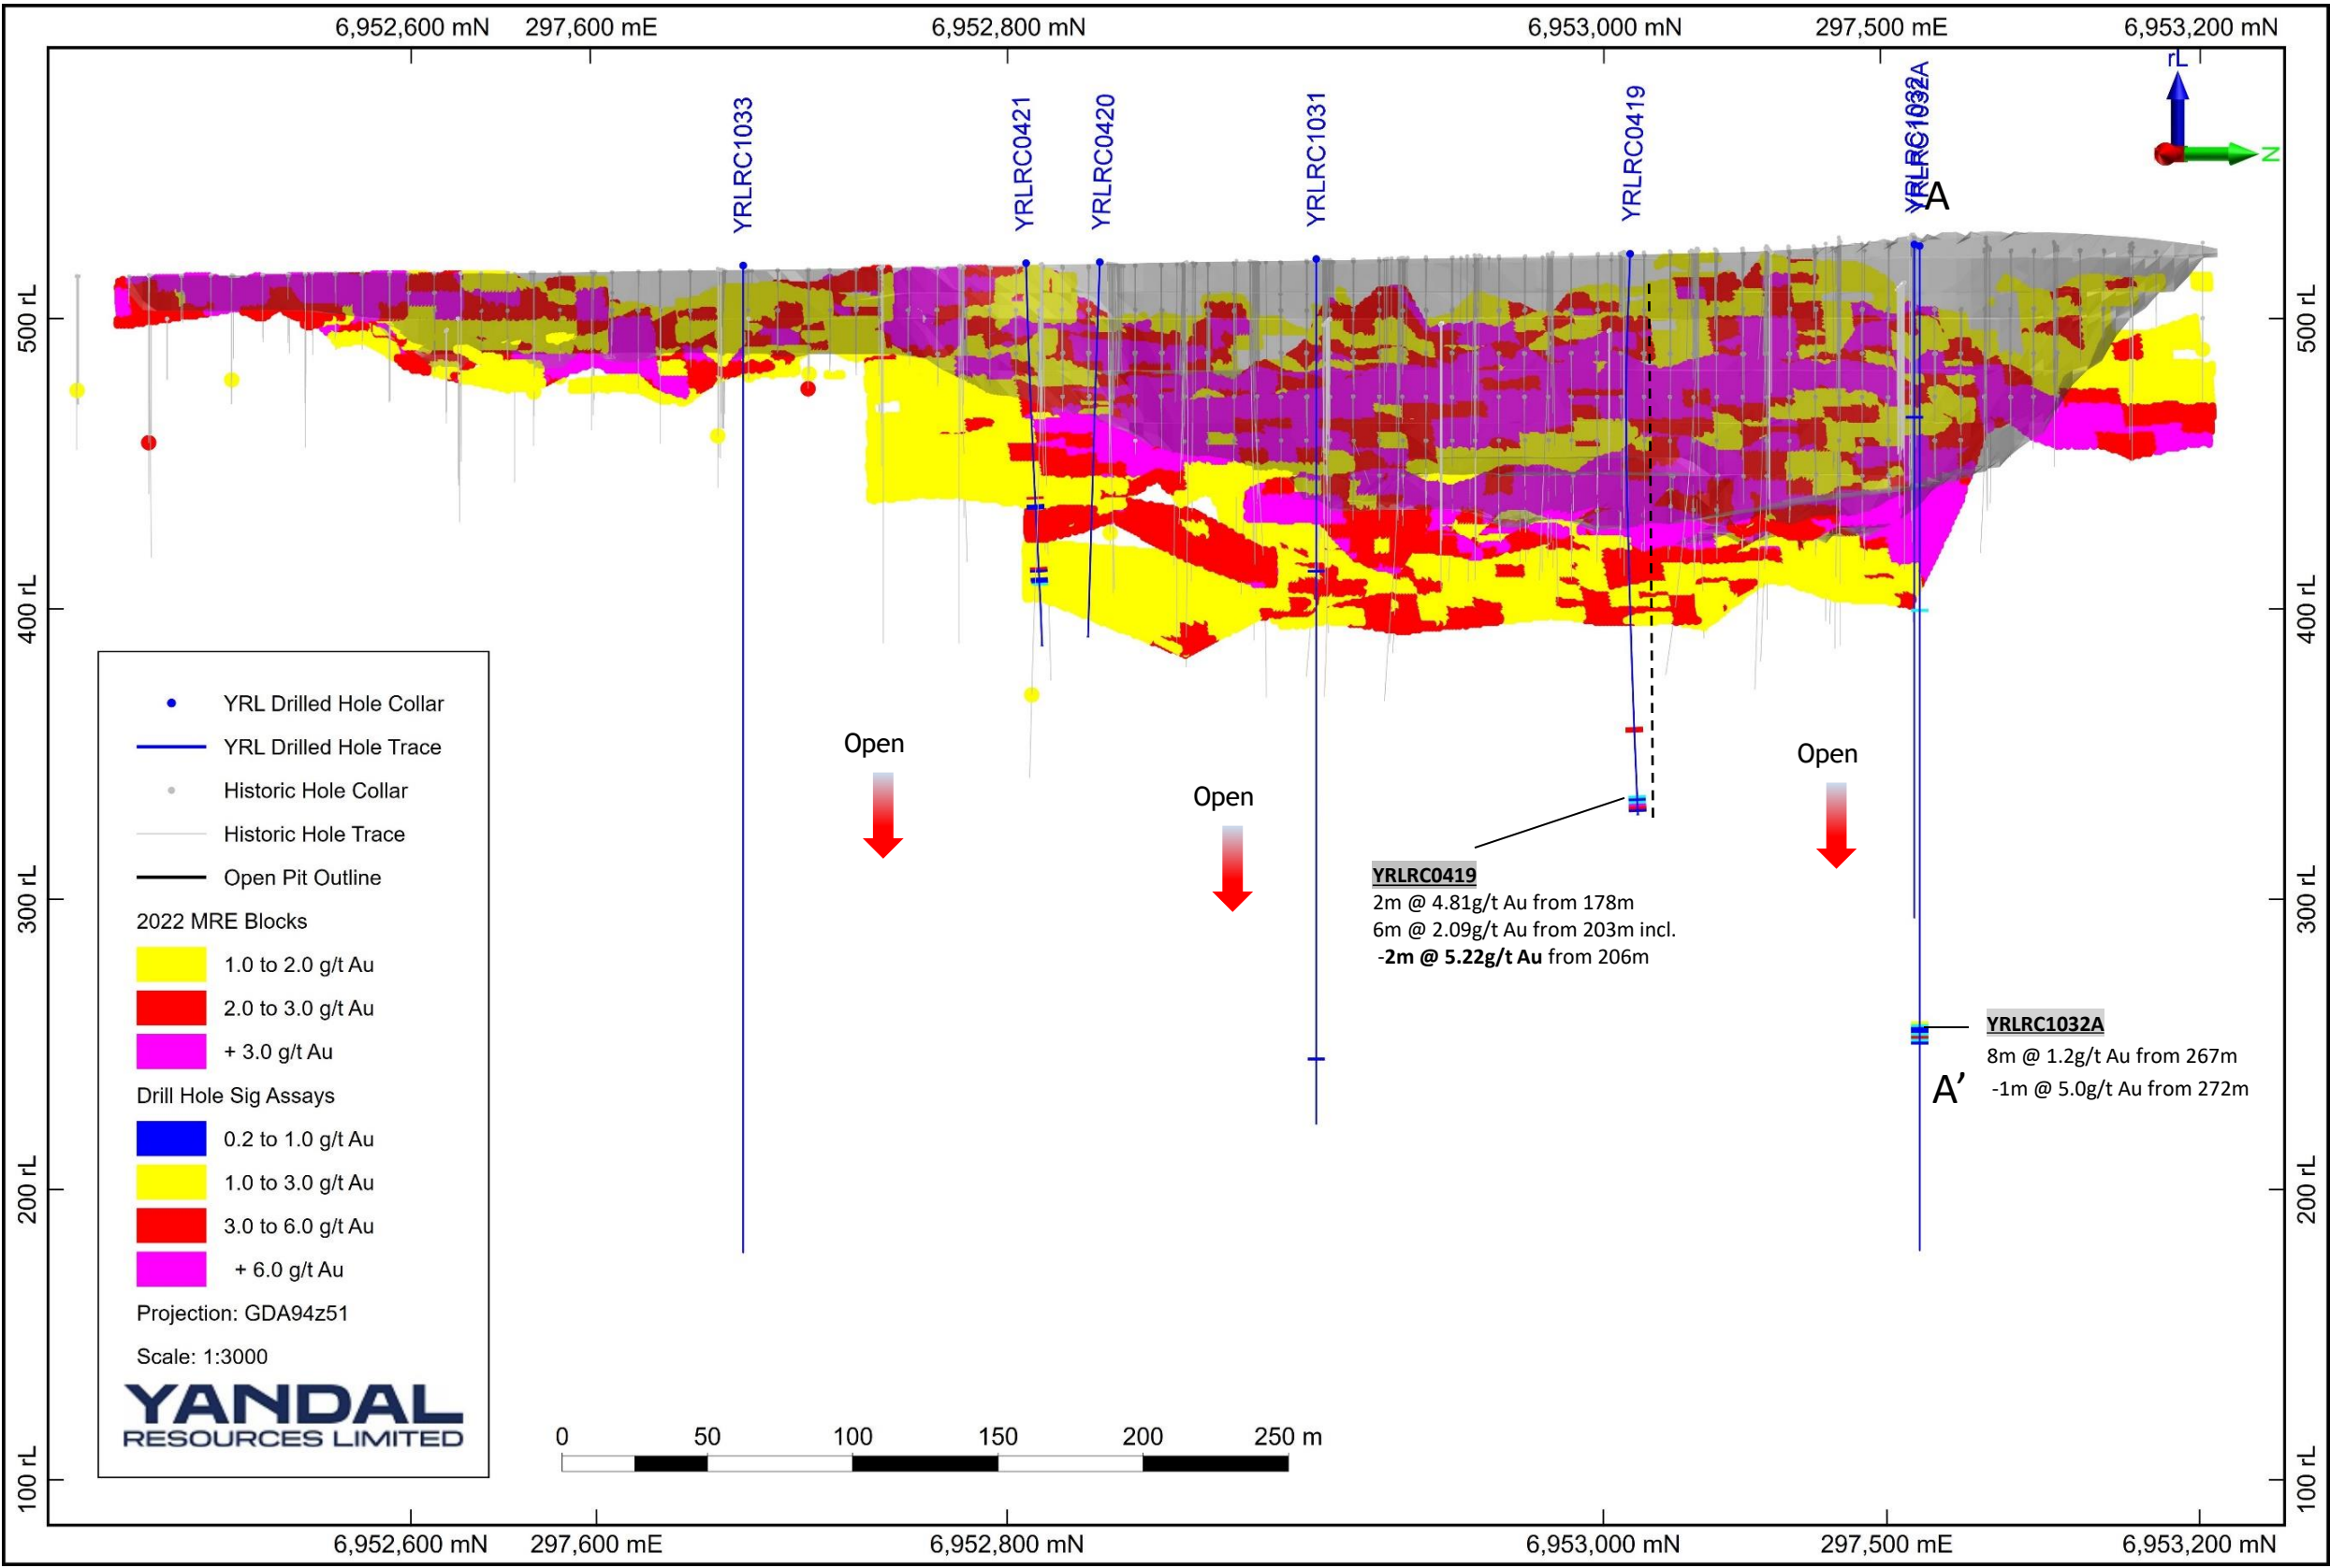 6,952,600 mN 297,600 mE 6,952,800 mN 6,953,000 mN 297,500 mE 6,953,200 mN
rL
N
YRLRC1033
YRLRC0421
YRLRC0420
YRLRC1031
YRLRC0419
YRLRC1032
YRLRC1032A
A
500 rL
500 rL
400 rL
400 rL
300 rL
300 rL
200 rL
200 rL
100 rL
100 rL
YRL Drilled Hole Collar
YRL Drilled Hole Trace
Historic Hole Collar
Historic Hole Trace
Open Pit Outline
2022 MRE Blocks
1.0 to 2.0 g/t Au
2.0 to 3.0 g/t Au
+ 3.0 g/t Au
Drill Hole Sig Assays
0.2 to 1.0 g/t Au
1.0 to 3.0 g/t Au
3.0 to 6.0 g/t Au
+ 6.0 g/t Au
Projection: GDA94z51
Scale: 1:3000
YANDAL
RESOURCES LIMITED
Open
Open
Open
YRLRC0419
2m @ 4.81g/t Au from 178m
6m @ 2.09g/t Au from 203m incl.
-2m @ 5.22g/t Au from 206m
YRLRC1032A
8m @ 1.2g/t Au from 267m
-1m @ 5.0g/t Au from 272m
A’
0 50 100 150 200 250 m
6,952,600 mN 297,600 mE 6,952,800 mN 6,953,000 mN 297,500 mE 6,953,200 mN